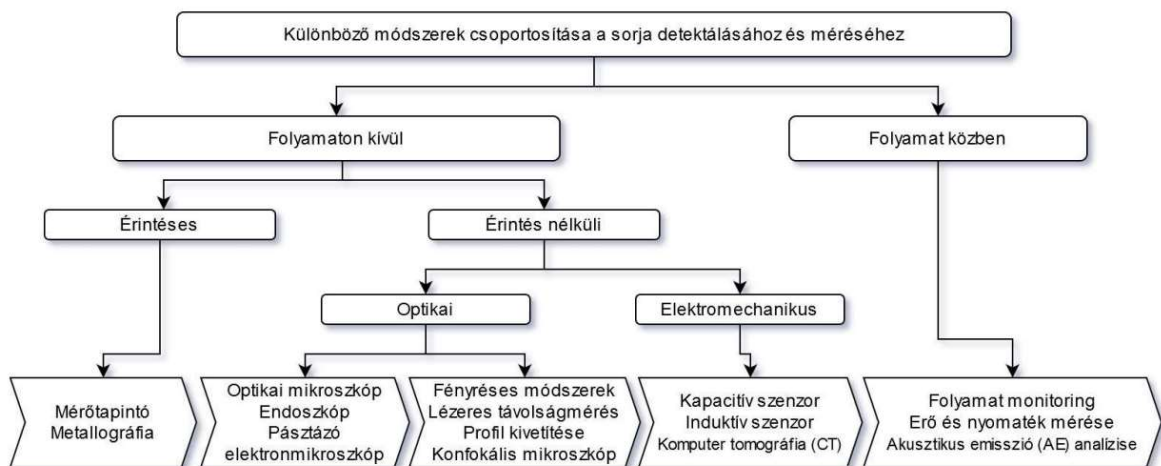 Különböző módszerek csoportosítása a sorja detektálásához és méréséhez
Folyamaton kívül
Folyamat közben
Érintéses
Érintés nélküli
Optikai
Elektromechanikus
Mérőtapintó
Metallográfia
Optikai mikroszkóp
Endoszkóp
Pásztázó
elektronmikroszkóp
Fényréses módszerek
Lézeres távolságmérés
Profil kivetítése
Konfokális mikroszkóp
Kapacitív szenzor
Induktív szenzor
Komputer tomográfia (CT)
Folyamat monitoring
Erő és nyomaték mérése
Akusztikus emisszió (AE) analízise